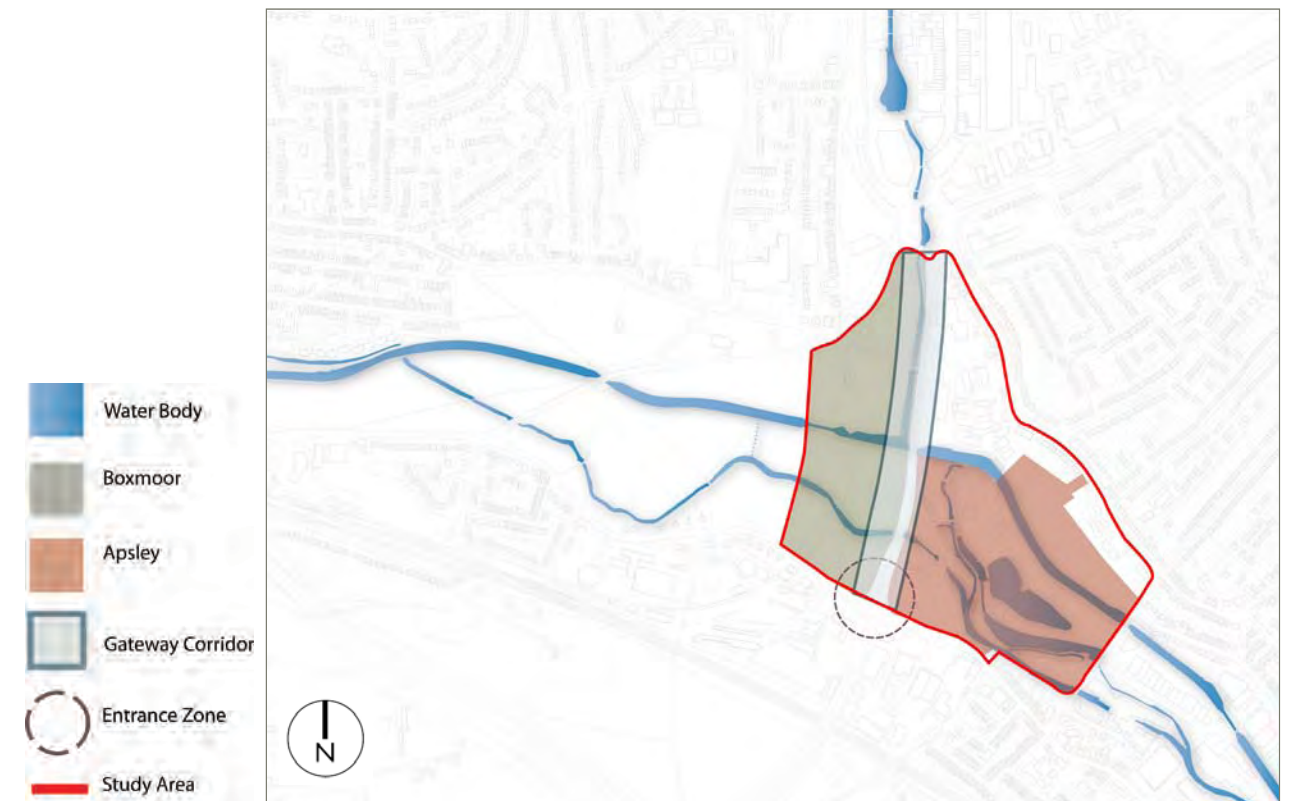 Water Body
Boxmoor
Apsley
Gateway Corridor
Entrance Zone
Study Area
N